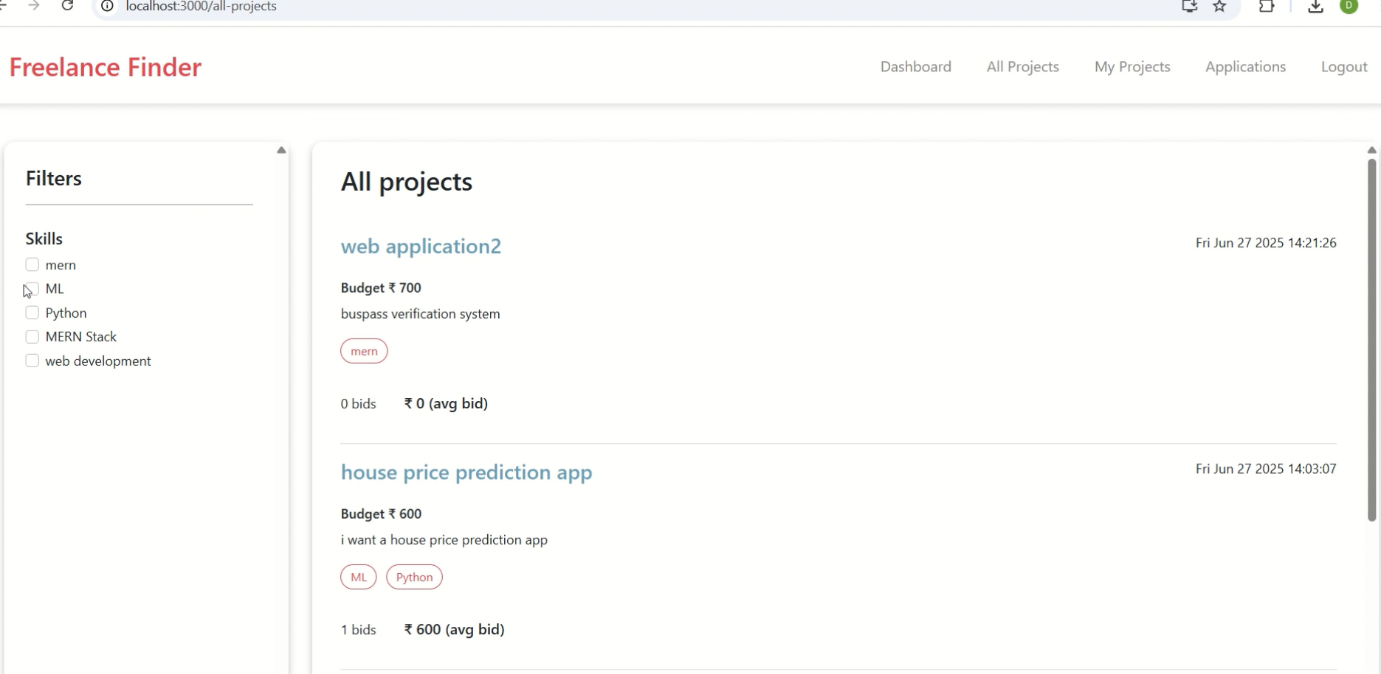 localhost:3000/all-projects
D
Freelance Finder
Dashboard
All Projects
My Projects
Applications
Logout
Filters
Skills
mern
ML
Python
MERN Stack
web development
All projects
web application2
Fri Jun 27 2025 14:21:26
Budget ₹ 700
buspass verification system
mern
0 bids ₹ 0 (avg bid)
house price prediction app
Fri Jun 27 2025 14:03:07
Budget ₹ 600
i want a house price prediction app
ML Python
1 bids ₹ 600 (avg bid)